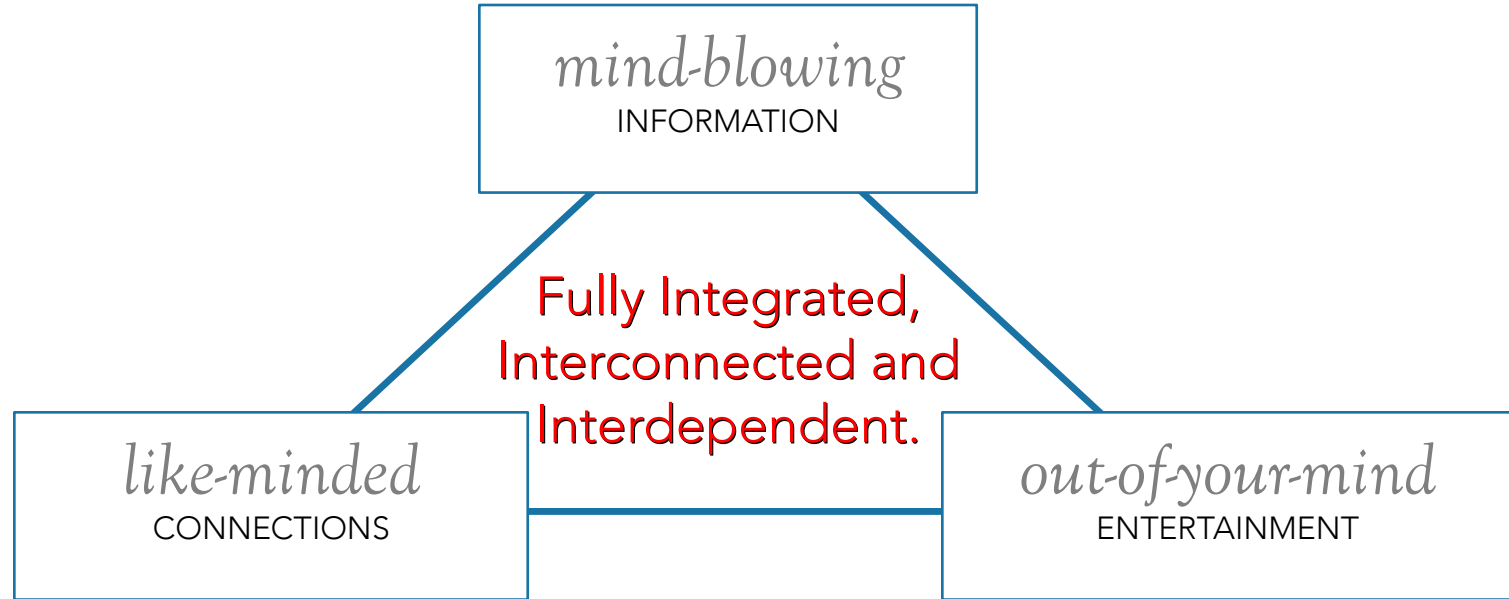 mind-blowing
INFORMATION
Fully Integrated,
Interconnected and
Interdependent.
like-minded
CONNECTIONS
out-of-your-mind
ENTERTAINMENT